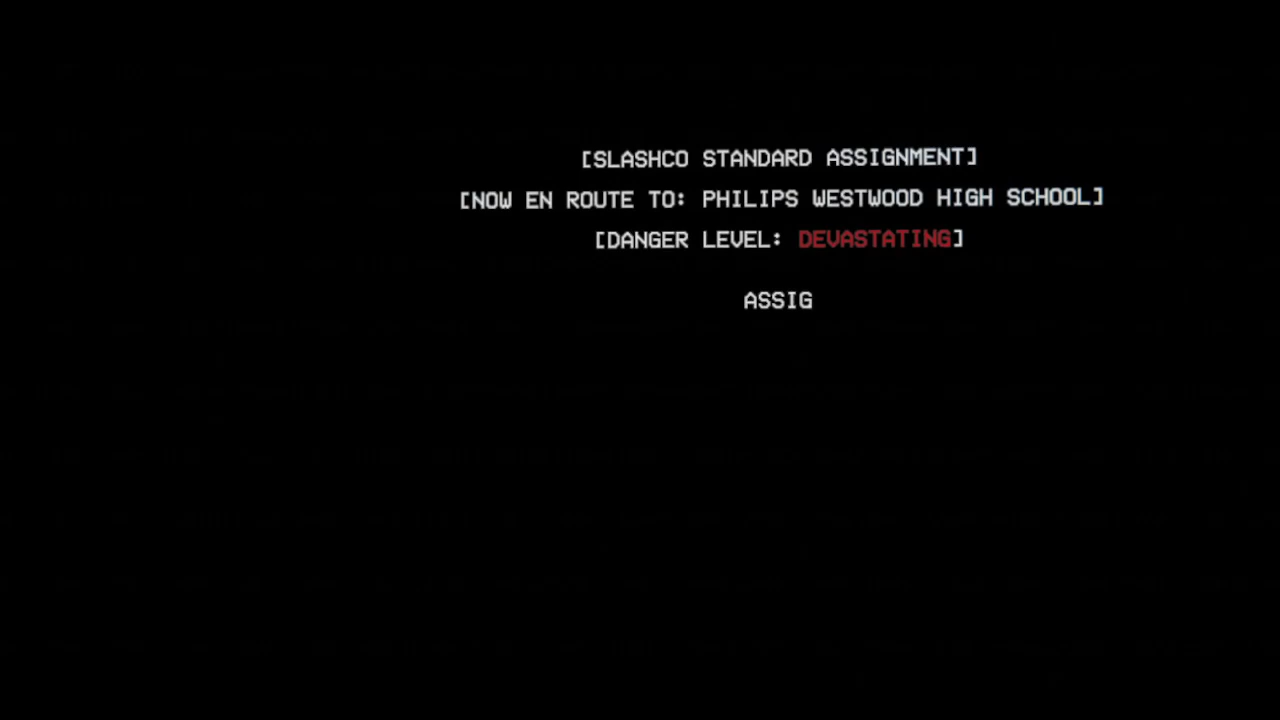 [SLASHCO STANDARD ASSIGNMENT]
[NOW EN ROUTE TO: PHILIPS WESTWOOD HIGH SCHOOL]
[DANGER LEVEL: DEVASTATING]
ASSIG